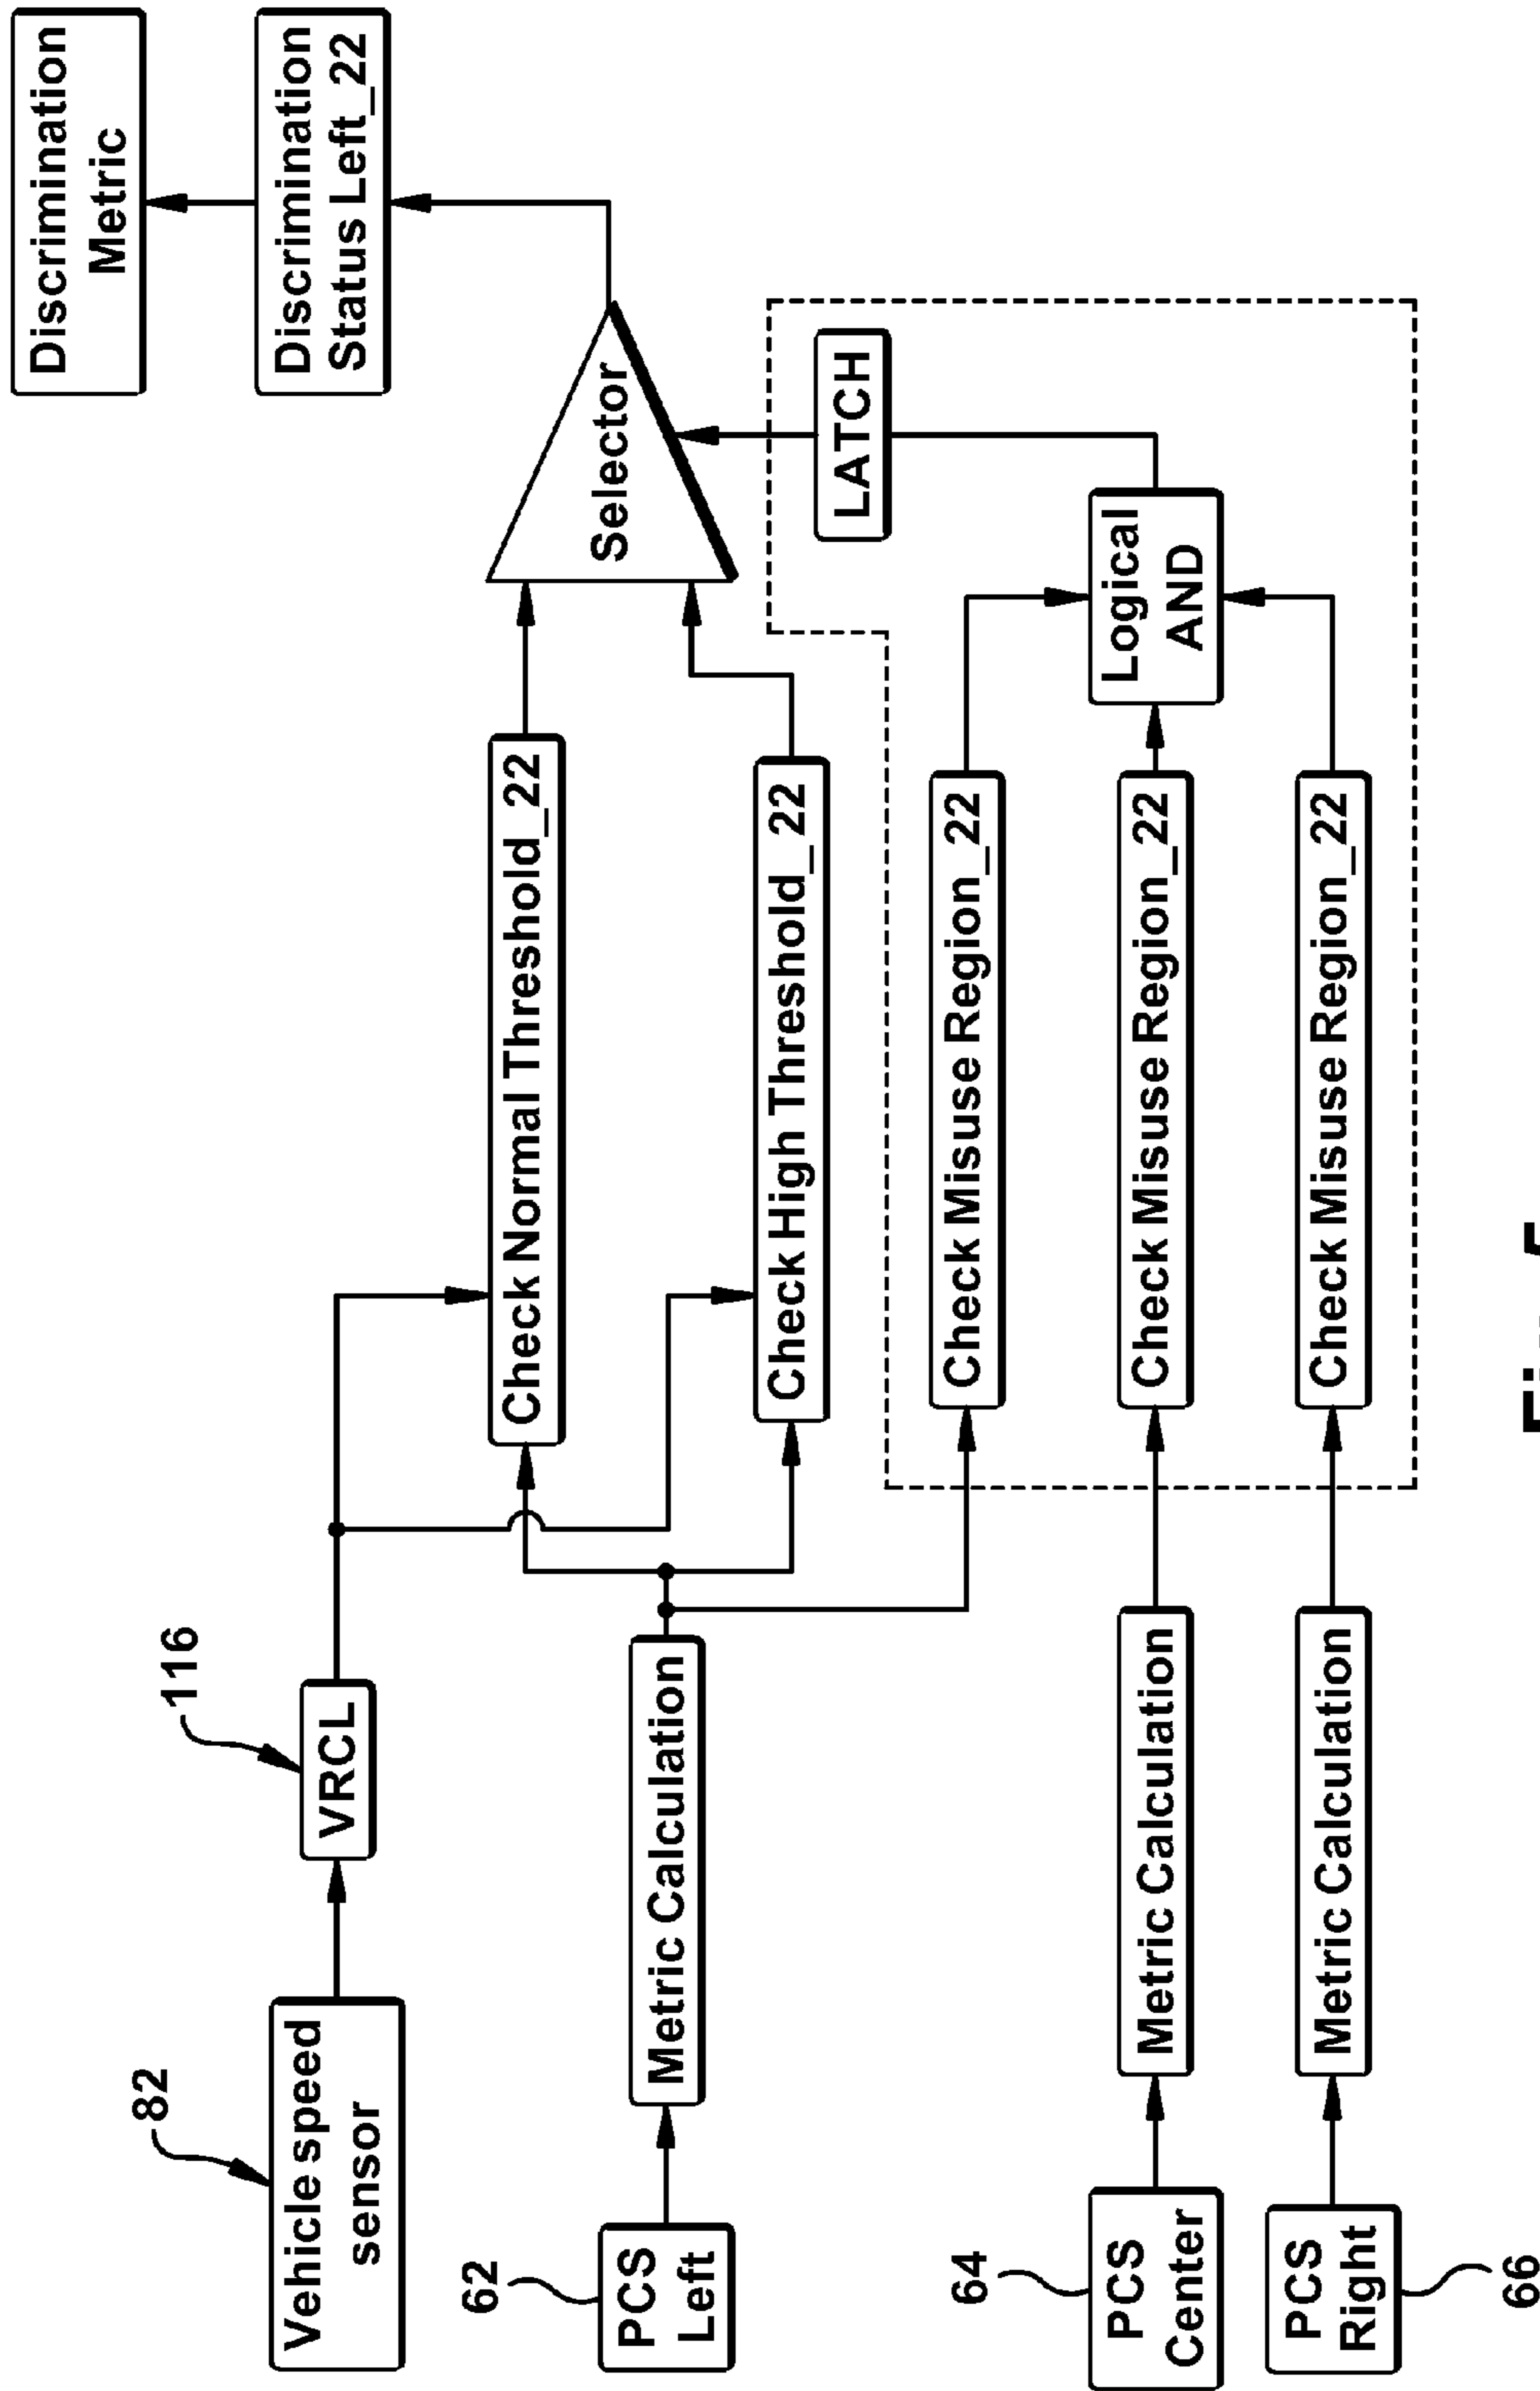 82
Vehicle speed
sensor
116
VRCL
62
PCS
Left
Metric Calculation
Check Normal Threshold_22
Check High Threshold_22
Selector
Discrimination
Status Left_22
Discrimination
Metric
LATCH
64
PCS
Center
Metric Calculation
Check Misuse Region_22
Check Misuse Region_22
Logical
AND
PCS
Right
66
Metric Calculation
Check Misuse Region_22